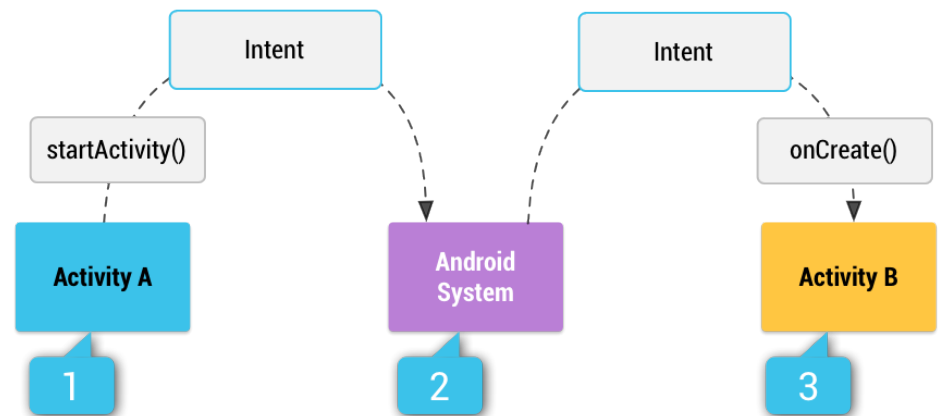 Intent
Intent
startActivity()
onCreate()
Activity A
Android
System
Activity B
1
2
3